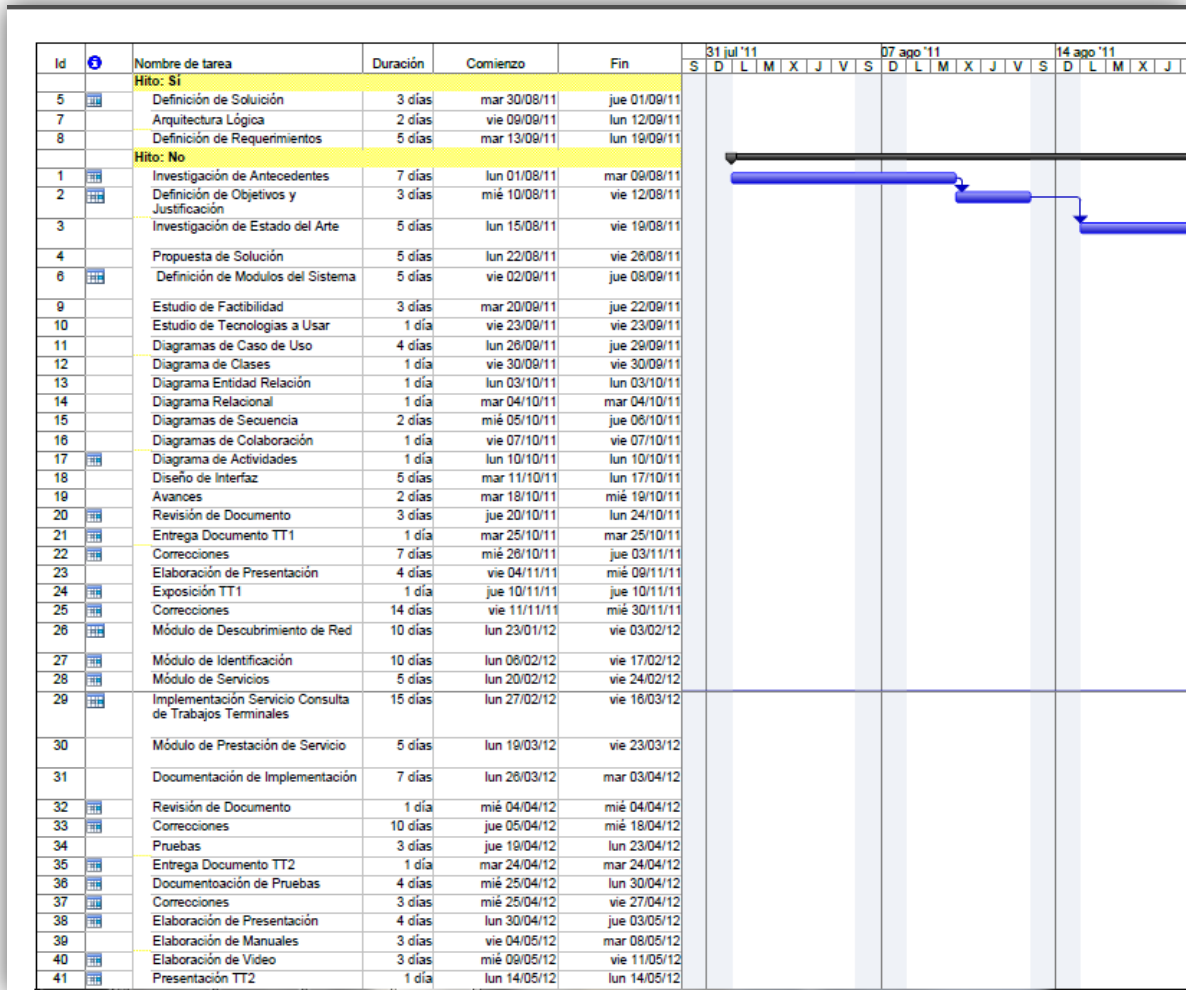 Id Nombre de tarea Duración Comienzo Fin 31 jul '11 07 ago '11 14 ago '11
S D L M X J V S D L M X J V S D L M X J
Hito: Sí
5 Definición de Soluición 3 días mar 30/08/11 jue 01/09/11
7 Arquitectura Lógica 2 días vie 09/09/11 lun 12/09/11
8 Definición de Requerimientos 5 días mar 13/09/11 lun 19/09/11
Hito: No
1 Investigación de Antecedentes 7 días lun 01/08/11 mar 09/08/11
2 Definición de Objetivos y 3 días mié 10/08/11 vie 12/08/11
Justificación
3 Investigación de Estado del Arte 5 días lun 15/08/11 vie 19/08/11
4 Propuesta de Solución 5 días lun 22/08/11 vie 26/08/11
6 Definición de Modulos del Sistema 5 días vie 02/09/11 jue 08/09/11
9 Estudio de Factibilidad 3 días mar 20/09/11 jue 22/09/11
10 Estudio de Tecnologias a Usar 1 día vie 23/09/11 vie 23/09/11
11 Diagramas de Caso de Uso 4 días lun 26/09/11 jue 29/09/11
12 Diagrama de Clases 1 día vie 30/09/11 vie 30/09/11
13 Diagrama Entidad Relación 1 día lun 03/10/11 lun 03/10/11
14 Diagrama Relacional 1 día mar 04/10/11 mar 04/10/11
15 Diagramas de Secuencia 2 días mié 05/10/11 jue 06/10/11
16 Diagramas de Colaboración 1 día vie 07/10/11 vie 07/10/11
17 Diagrama de Actividades 1 día lun 10/10/11 lun 10/10/11
18 Diseño de Interfaz 5 días mar 11/10/11 lun 17/10/11
19 Avances 2 días mar 18/10/11 mié 19/10/11
20 Revisión de Documento 3 días jue 20/10/11 lun 24/10/11
21 Entrega Documento TT1 1 día mar 25/10/11 mar 25/10/11
22 Correcciones 7 días mié 26/10/11 jue 03/11/11
23 Elaboración de Presentación 4 días vie 04/11/11 mié 09/11/11
24 Exposición TT1 1 día jue 10/11/11 jue 10/11/11
25 Correcciones 14 días vie 11/11/11 mié 30/11/11
26 Módulo de Descubrimiento de Red 10 días lun 23/01/12 vie 03/02/12
27 Módulo de Identificación 10 días lun 06/02/12 vie 17/02/12
28 Módulo de Servicios 5 días lun 20/02/12 vie 24/02/12
29 Implementación Servicio Consulta 15 días lun 27/02/12 vie 16/03/12
de Trabajos Terminales
30 Módulo de Prestación de Servicio 5 días lun 19/03/12 vie 23/03/12
31 Documentación de Implementación 7 días lun 26/03/12 mar 03/04/12
32 Revisión de Documento 1 día mié 04/04/12 mié 04/04/12
33 Correcciones 10 días jue 05/04/12 mié 18/04/12
34 Pruebas 3 días jue 19/04/12 lun 23/04/12
35 Entrega Documento TT2 1 día mar 24/04/12 mar 24/04/12
36 Documentoación de Pruebas 4 días mié 25/04/12 lun 30/04/12
37 Correcciones 3 días mié 25/04/12 vie 27/04/12
38 Elaboración de Presentación 4 días lun 30/04/12 jue 03/05/12
39 Elaboración de Manuales 3 días vie 04/05/12 mar 08/05/12
40 Elaboración de Video 3 días mié 09/05/12 vie 11/05/12
41 Presentación TT2 1 día lun 14/05/12 lun 14/05/12